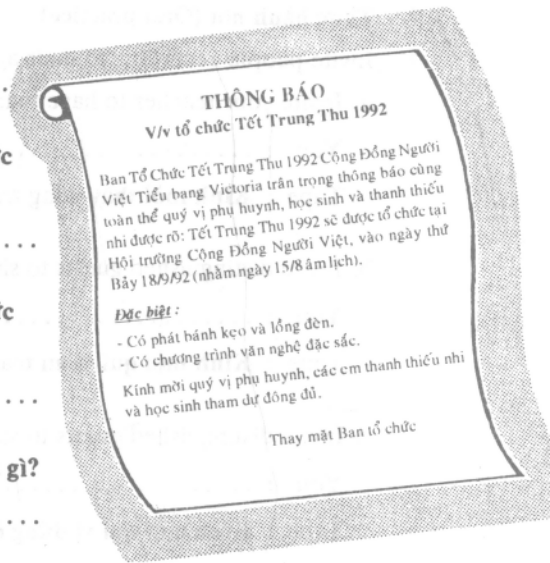 THÔNG BÁO
V/v tổ chức Tết Trung Thu 1992
Ban Tổ Chức Tết Trung Thu 1992 Cộng Đồng Người
Việt Tiểu bang Victoria trân trọng thông báo cùng
toàn thể quý vị phụ huynh, học sinh và thanh thiếu
nhi được rõ: Tết Trung Thu 1992 sẽ được tổ chức tại
Hội trường Cộng Đồng Người Việt, vào ngày thứ
Bảy 18/9/92 (nhằm ngày 15/8 âm lịch).
Đặc biệt :
- Có phát bánh kẹo và lồng đèn.
- Có chương trình văn nghệ đặc sắc.
Kính mời quý vị phụ huynh, các em thanh thiếu nhi
và học sinh tham dự đông đủ.
Thay mặt Ban tổ chức
. . . .
. . . .
gì?
. . . .